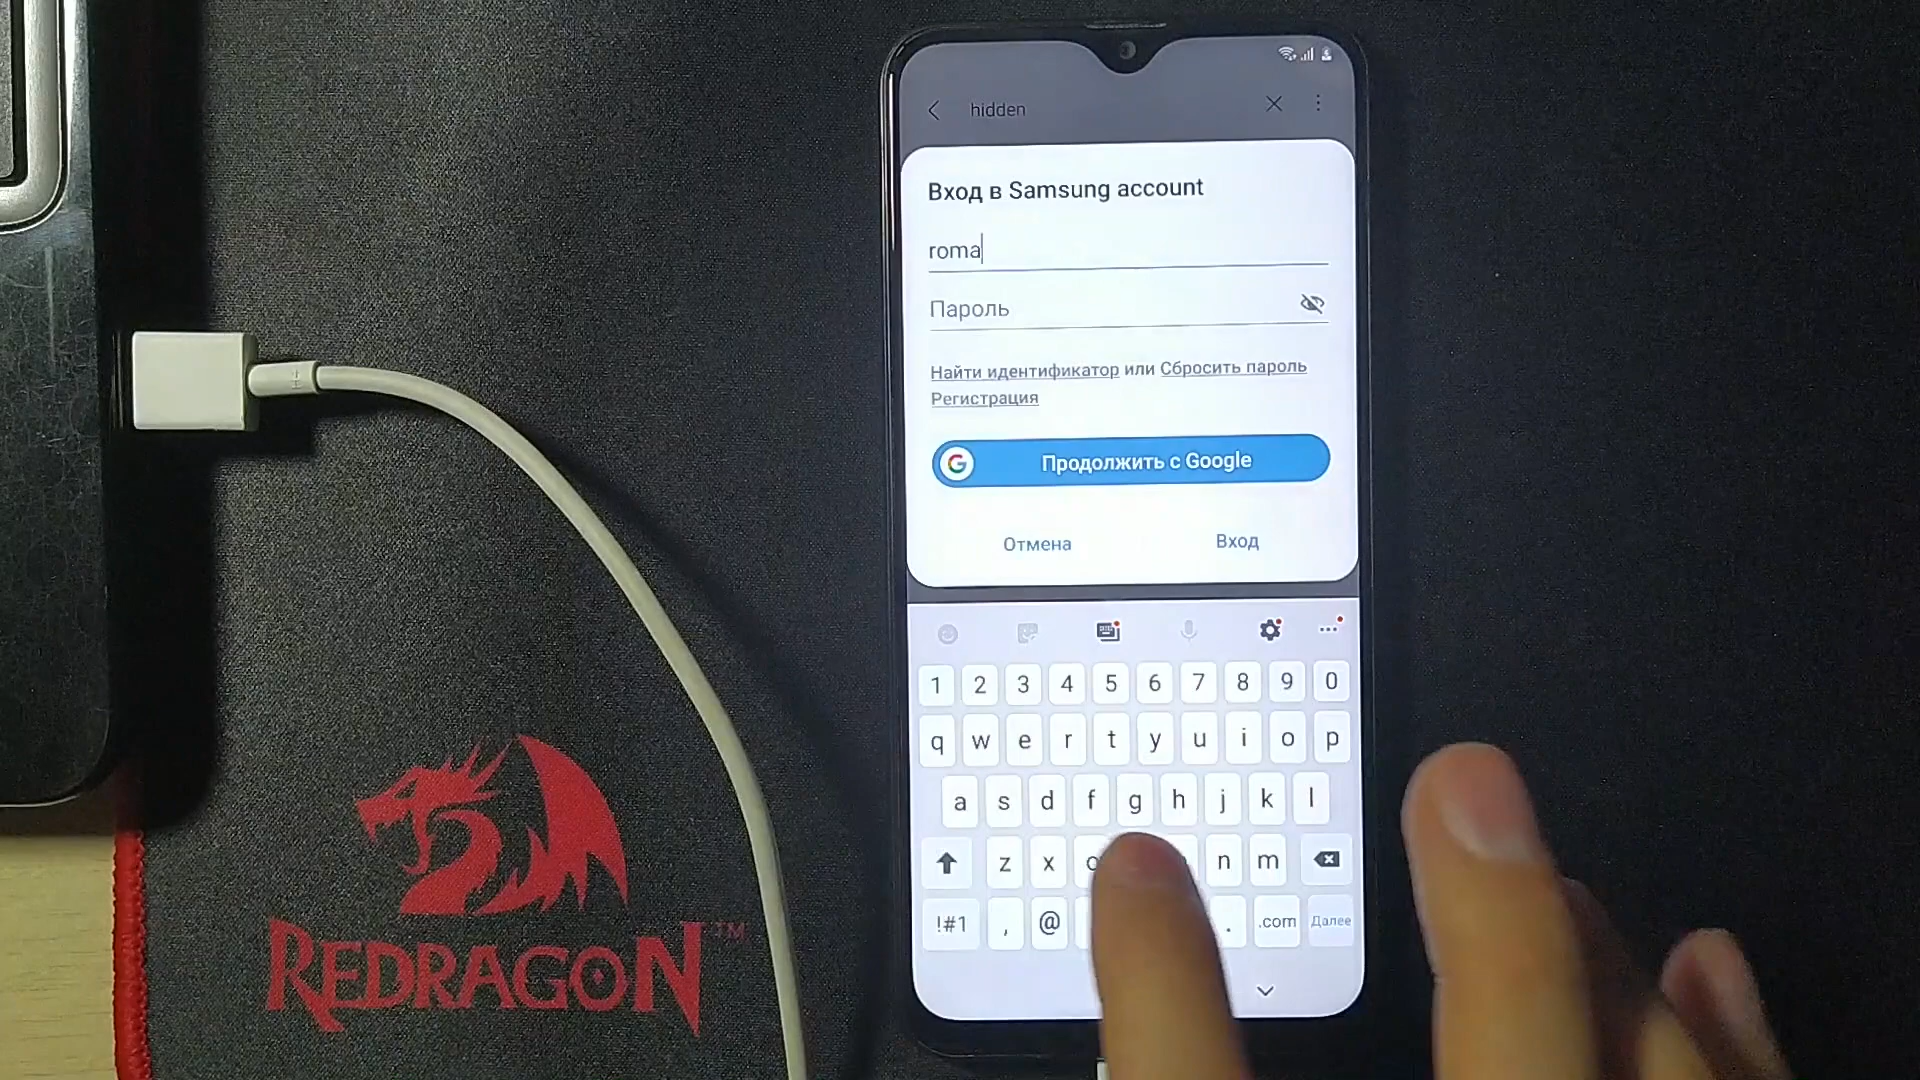 hidden
Вход в Samsung account
roma
Пароль
Найти идентификатор или Сбросить пароль
Регистрация
G Продолжить с Google
Отмена Вход
1 2 3 4 5 6 7 8 9 0
q w e r t y u i o p
a s d f g h j k l
z x n m
!#1 , @ . .com Далее
REDRAGON™